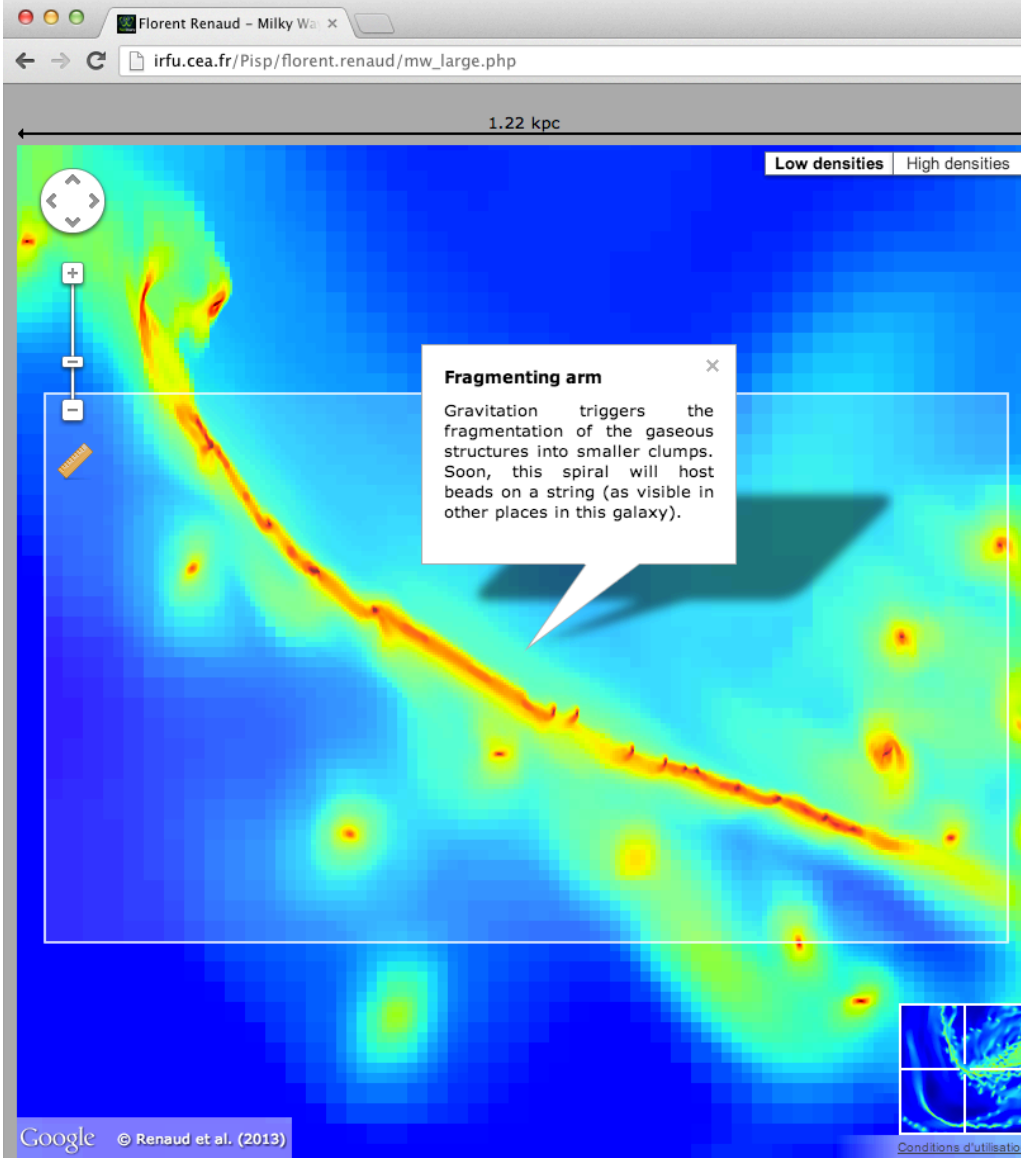 Florent Renaud – Milky Wa
irfu.cea.fr/Pisp/florent.renaud/mw_large.php
1.22 kpc
Low densities High densities
Fragmenting arm
Gravitation triggers the
fragmentation of the gaseous
structures into smaller clumps.
Soon, this spiral will host
beads on a string (as visible in
other places in this galaxy).
Google © Renaud et al. (2013)
Conditions d'utilisatio